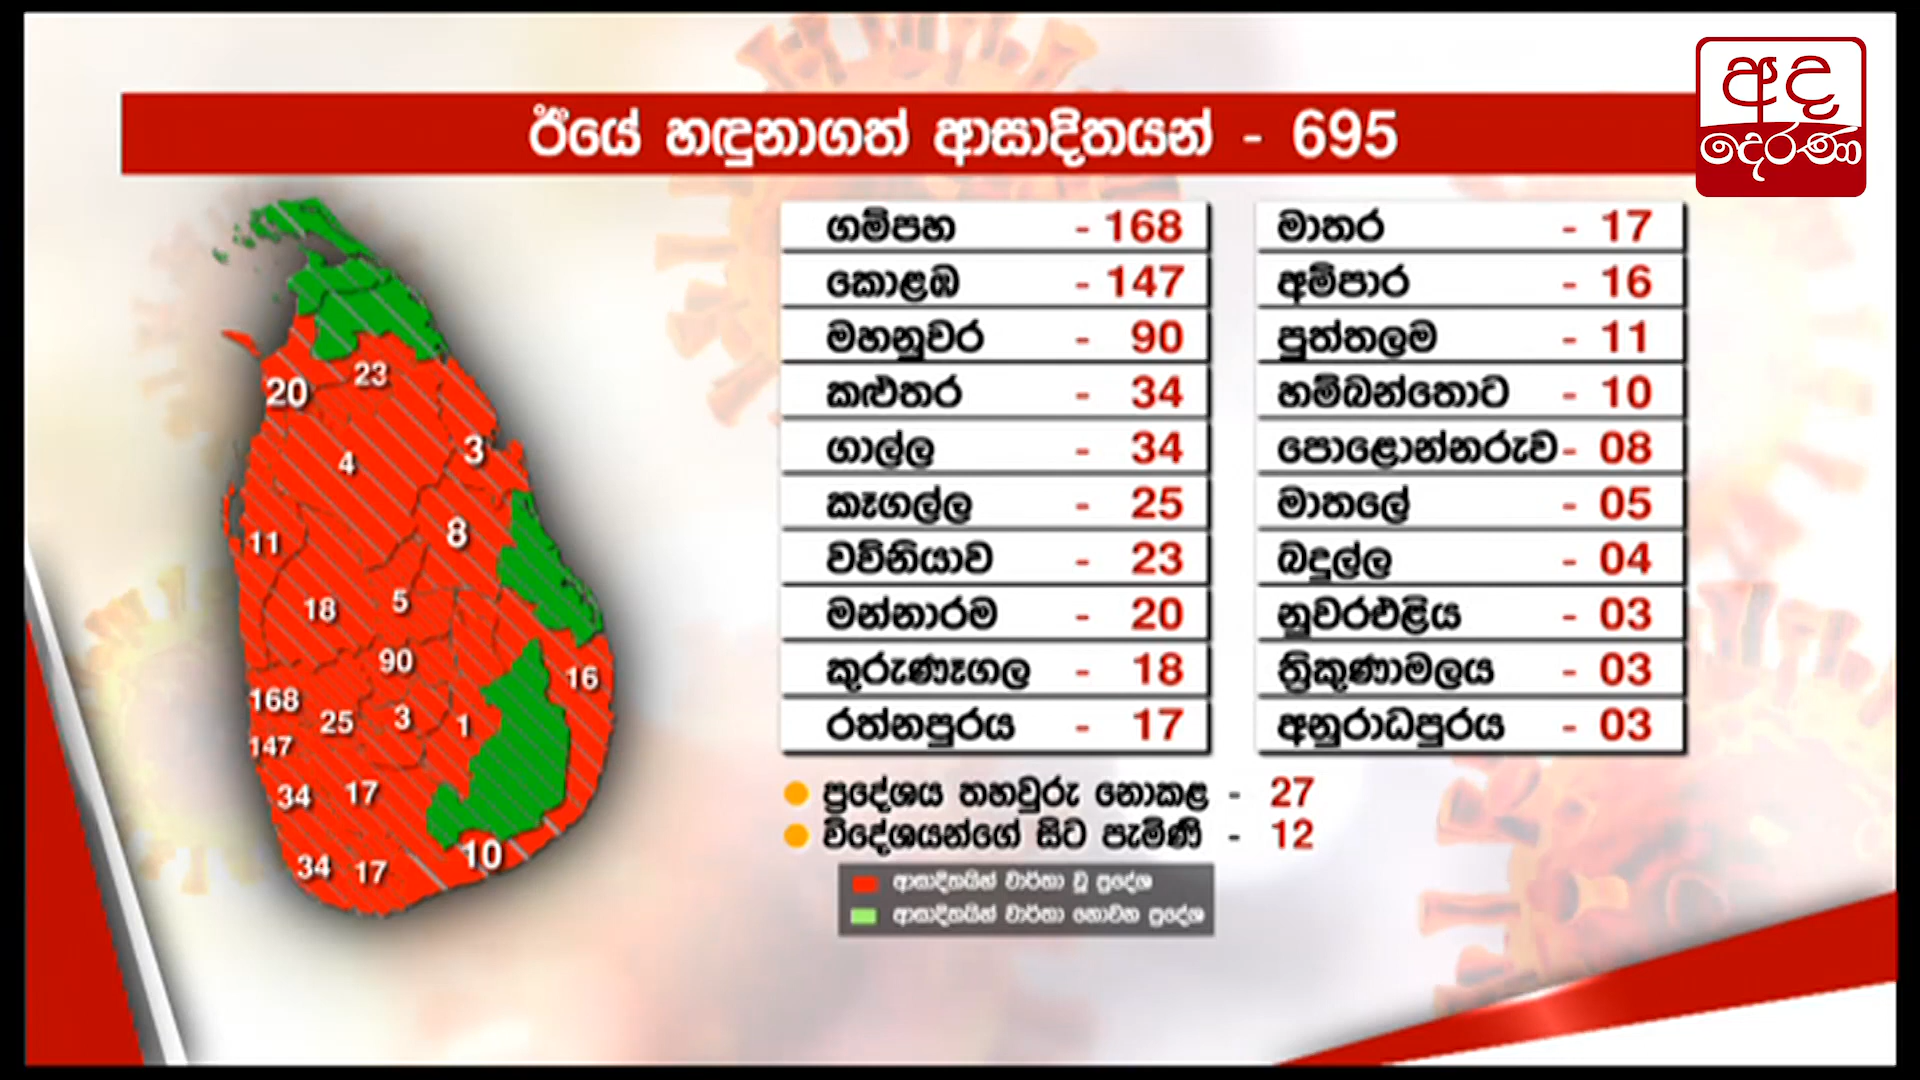 අද
දෙරණ
ඊයේ හඳුනාගත් ආසාදිතයන් - 695
ගම්පහ - 168
කොළඹ - 147
මහනුවර - 90
කළුතර - 34
ගාල්ල - 34
කෑගල්ල - 25
වව්නියාව - 23
මන්නාරම - 20
කුරුණෑගල - 18
රත්නපුරය - 17
මාතර - 17
අම්පාර - 16
පුත්තලම - 11
හම්බන්තොට - 10
පොළොන්නරුව - 08
මාතලේ - 05
බදුල්ල - 04
නුවරඑළිය - 03
ත්‍රිකුණාමලය - 03
අනුරාධපුරය - 03
ප්‍රදේශය තහවුරු නොකළ - 27
විදේශයන්ගේ සිට පැමිණි - 12
ආසාදිතයින් වාර්තා වූ ප්‍රදේශ
ආසාදිතයින් වාර්තා නොවන ප්‍රදේශ
23
20
3
4
8
11
5
18
90
16
168
25
3
1
147
34
17
10
34
17